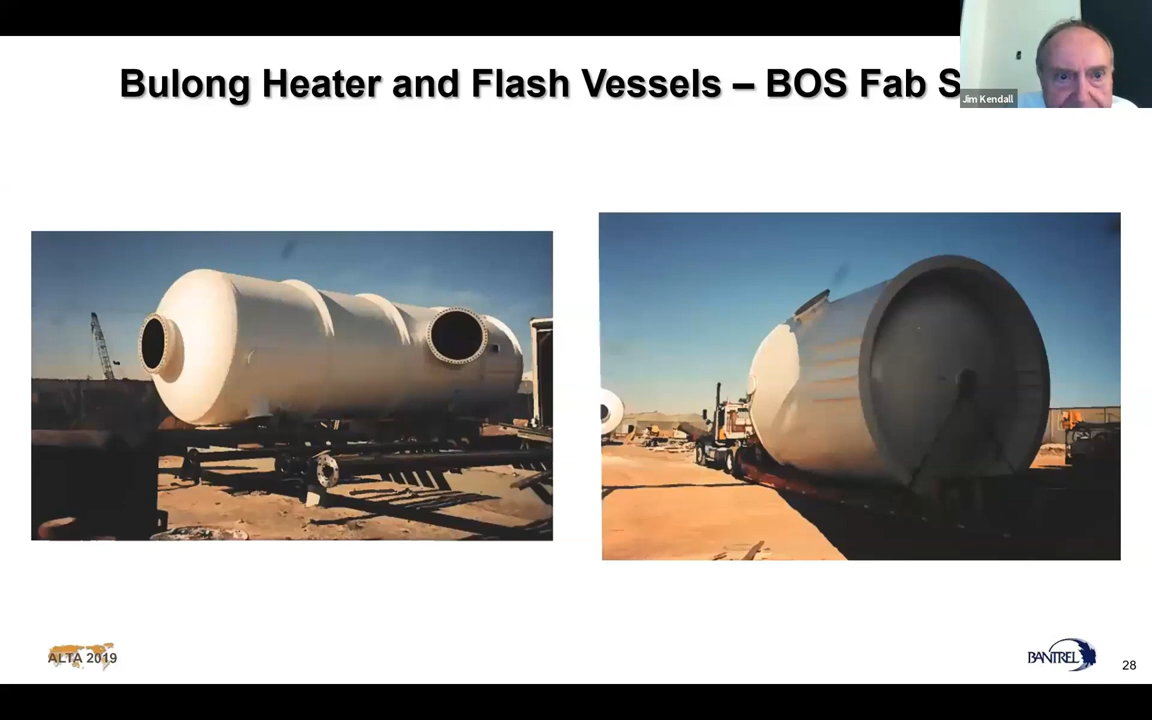 Bulong Heater and Flash Vessels – BOS Fab S
Jim Kendall
ALTA 2019
BANTREL
28